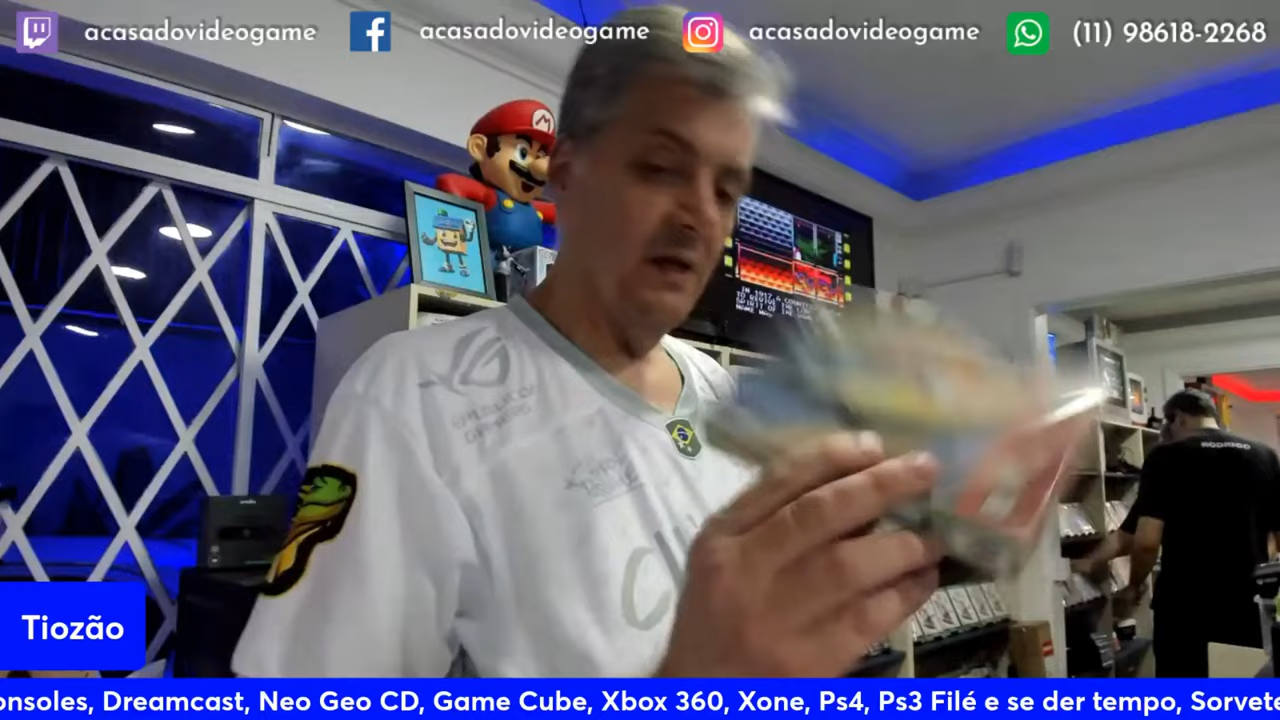 acasadovideogame
acasadovideogame
acasadovideogame
(11) 98618-2268
RODRIGO
Tiozão
onsoles, Dreamcast, Neo Geo CD, Game Cube, Xbox 360, Xone, Ps4, Ps3 Filé e se der tempo, Sorvete